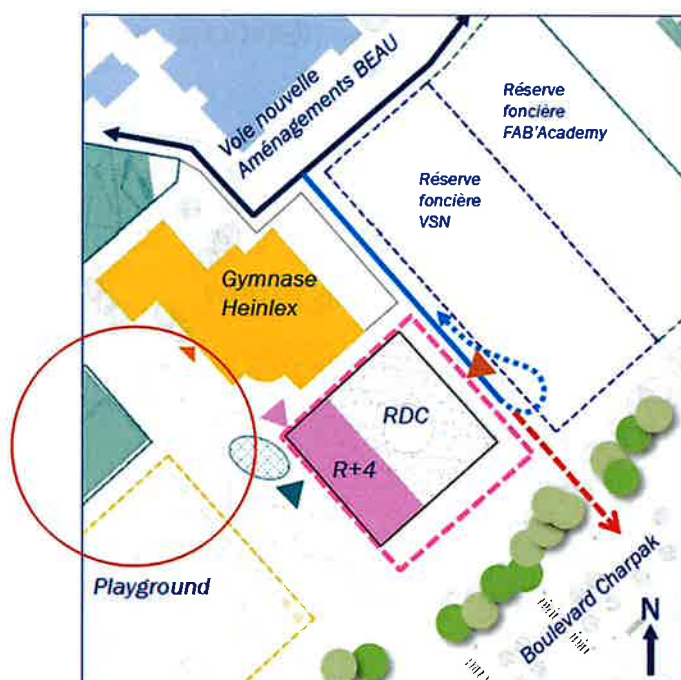 Voie nouvelle
Aménagements BEAU
Réserve
foncière
FAB'Academy
Réserve
foncière
VSN
Gymnase
Heinlex
RDC
R+4
Playground
Boulevard Charpak
N